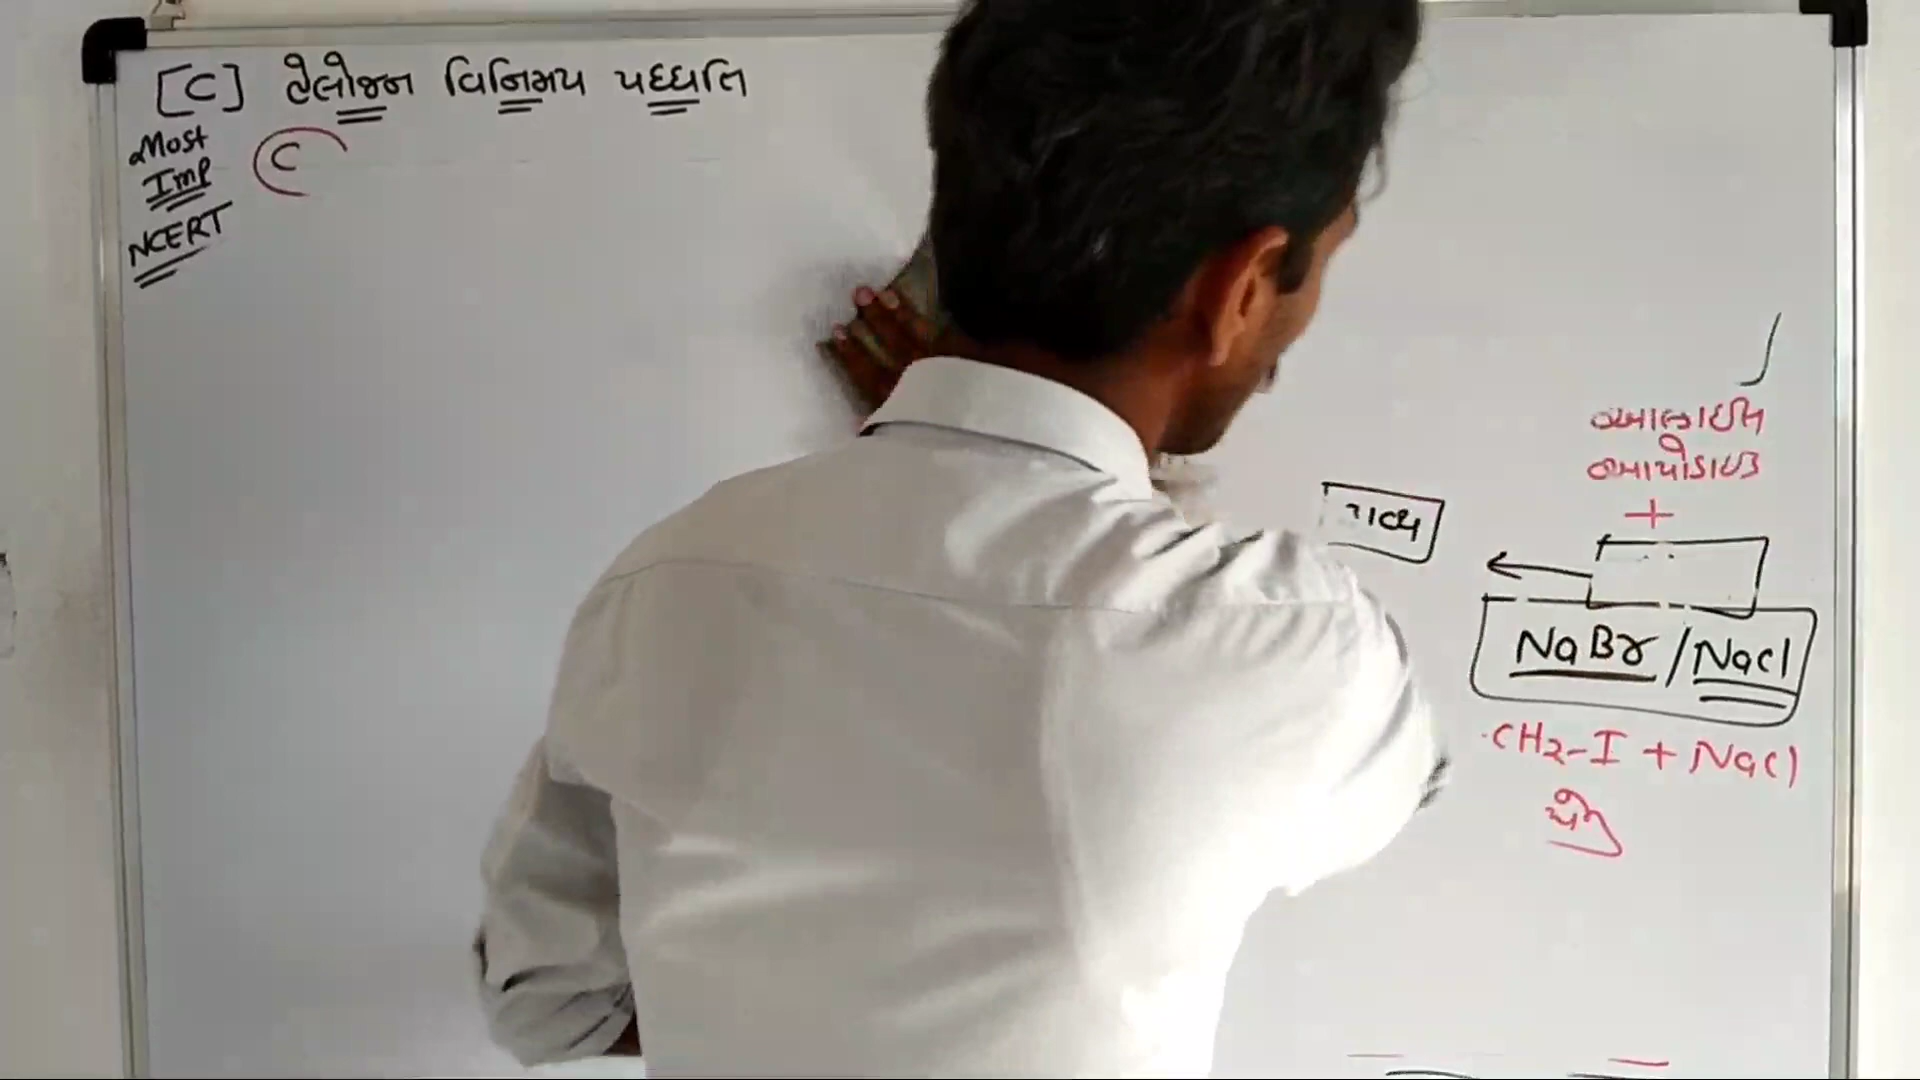 [C] હેલોજન વિનિમય પદ્ધતિ
Most
Imp
NCERT
C
આલ્કાઈલ
આયોડાઇડ
+
NaBr / NaCl
CH2-I + NaCl